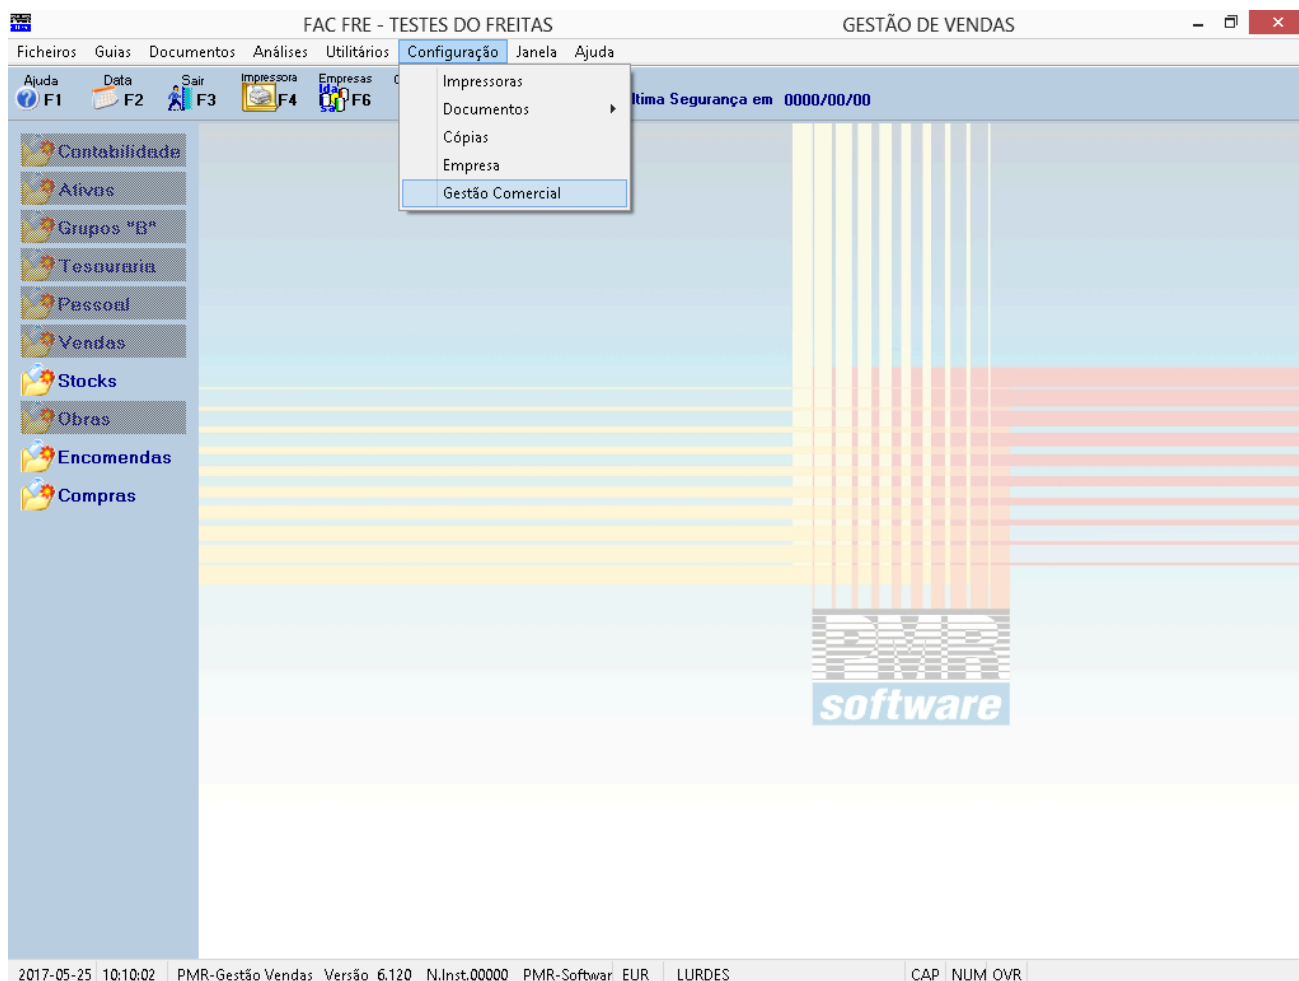 FAC FRE - TESTES DO FREITAS GESTÃO DE VENDAS
Ficheiros Guias Documentos Análises Utilitários Configuração Janela Ajuda
Ajuda Data Sair Impressora Empresas
F1 F2 F3 F4 F6
ltima Segurança em 0000/00/00
Impressoras
Documentos
Cópias
Empresa
Gestão Comercial
Contabilidade
Ativos
Grupos "B"
Tesouraria
Pessoal
Vendas
Stocks
Obras
Encomendas
Compras
PMR
software
2017-05-25 10:10:02 PMR-Gestão Vendas Versão 6.120 N.Inst.00000 PMR-Softwar EUR LURDES CAP NUM OVR